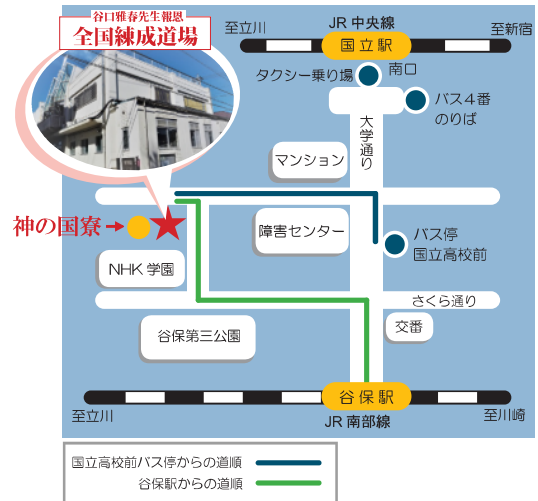 谷口雅春先生報恩
全国練成道場
至立川
JR 中央線
国立駅
至新宿
タクシー乗り場
南口
バス4番
のりば
大学通り
マンション
神の国寮
障害センター
バス停
国立高校前
NHK 学園
さくら通り
谷保第三公園
交番
谷保駅
至立川
JR 南部線
至川崎
国立高校前バス停からの道順
谷保駅からの道順